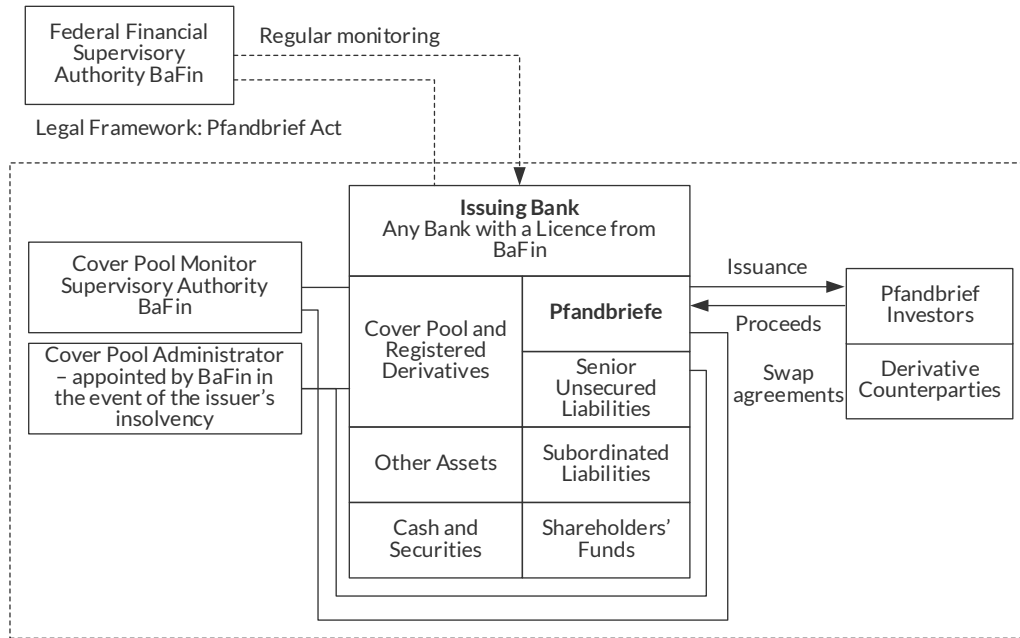 Federal Financial
Supervisory
Authority BaFin
Regular monitoring
Legal Framework: Pfandbrief Act
Issuing Bank
Any Bank with a Licence from
BaFin
Cover Pool Monitor
Supervisory Authority
BaFin
Cover Pool Administrator
– appointed by BaFin in
the event of the issuer’s
insolvency
Cover Pool and
Registered
Derivatives
Pfandbriefe
Senior
Unsecured
Liabilities
Other Assets
Subordinated
Liabilities
Cash and
Securities
Shareholders’
Funds
Issuance
Proceeds
Swap
agreements
Pfandbrief
Investors
Derivative
Counterparties